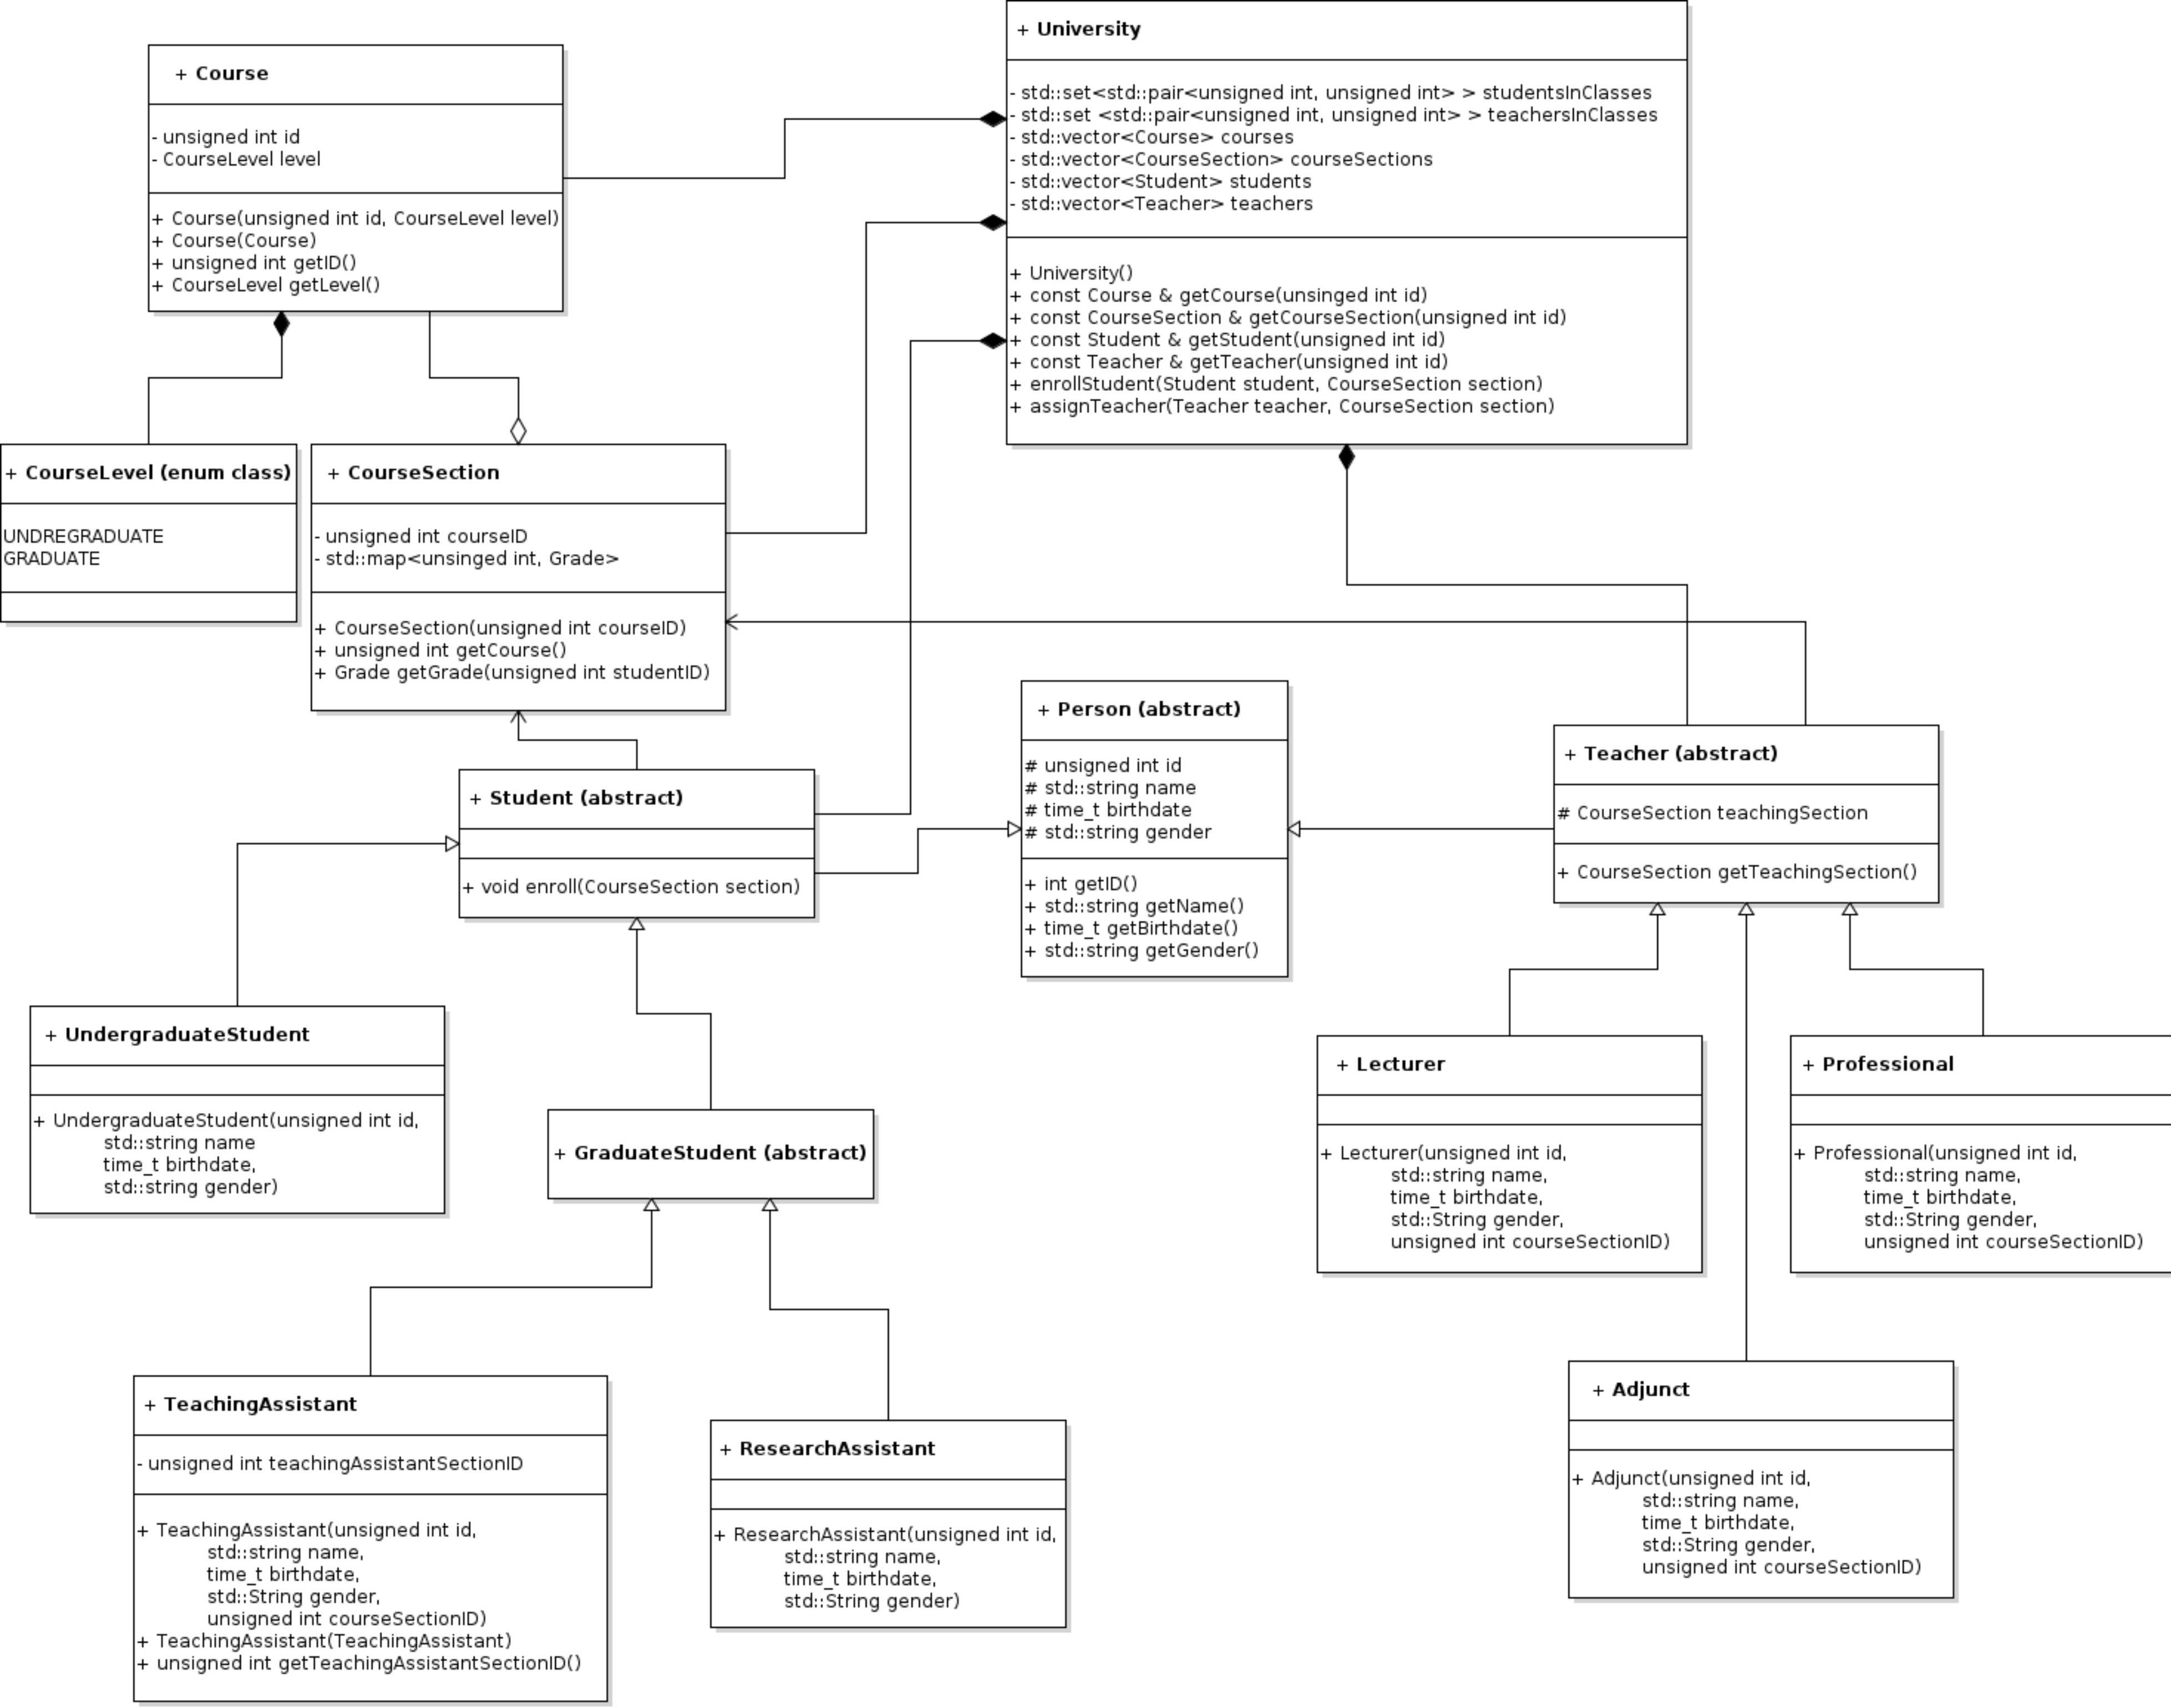 + Course
- unsigned int id
- CourseLevel level
+ Course(unsigned int id, CourseLevel level)
+ Course(Course)
+ unsigned int getID()
+ CourseLevel getLevel()
+ University
- std::set<std::pair<unsigned int, unsigned int> > studentsInClasses
- std::set <std::pair<unsigned int, unsigned int> > teachersInClasses
- std::vector<Course> courses
- std::vector<CourseSection> courseSections
- std::vector<Student> students
- std::vector<Teacher> teachers
+ University()
+ const Course & getCourse(unsinged int id)
+ const CourseSection & getCourseSection(unsigned int id)
+ const Student & getStudent(unsigned int id)
+ const Teacher & getTeacher(unsigned int id)
+ enrollStudent(Student student, CourseSection section)
+ assignTeacher(Teacher teacher, CourseSection section)
+ CourseLevel (enum class)
UNDREGRADUATE
GRADUATE
+ CourseSection
- unsigned int courseID
- std::map<unsinged int, Grade>
+ CourseSection(unsigned int courseID)
+ unsigned int getCourse()
+ Grade getGrade(unsigned int studentID)
+ Student (abstract)
+ void enroll(CourseSection section)
+ Person (abstract)
# unsigned int id
# std::string name
# time_t birthdate
# std::string gender
+ int getID()
+ std::string getName()
+ time_t getBirthdate()
+ std::string getGender()
+ Teacher (abstract)
# CourseSection teachingSection
+ CourseSection getTeachingSection()
+ UndergraduateStudent
+ UndergraduateStudent(unsigned int id,
std::string name
time_t birthdate,
std::string gender)
+ GraduateStudent (abstract)
+ Lecturer
+ Lecturer(unsigned int id,
std::string name,
time_t birthdate,
std::String gender,
unsigned int courseSectionID)
+ Professional
+ Professional(unsigned int id,
std::string name,
time_t birthdate,
std::String gender,
unsigned int courseSectionID)
+ TeachingAssistant
- unsigned int teachingAssistantSectionID
+ TeachingAssistant(unsigned int id,
std::string name,
time_t birthdate,
std::String gender,
unsigned int courseSectionID)
+ TeachingAssistant(TeachingAssistant)
+ unsigned int getTeachingAssistantSectionID()
+ ResearchAssistant
+ ResearchAssistant(unsigned int id,
std::string name,
time_t birthdate,
std::String gender)
+ Adjunct
+ Adjunct(unsigned int id,
std::string name,
time_t birthdate,
std::String gender,
unsigned int courseSectionID)